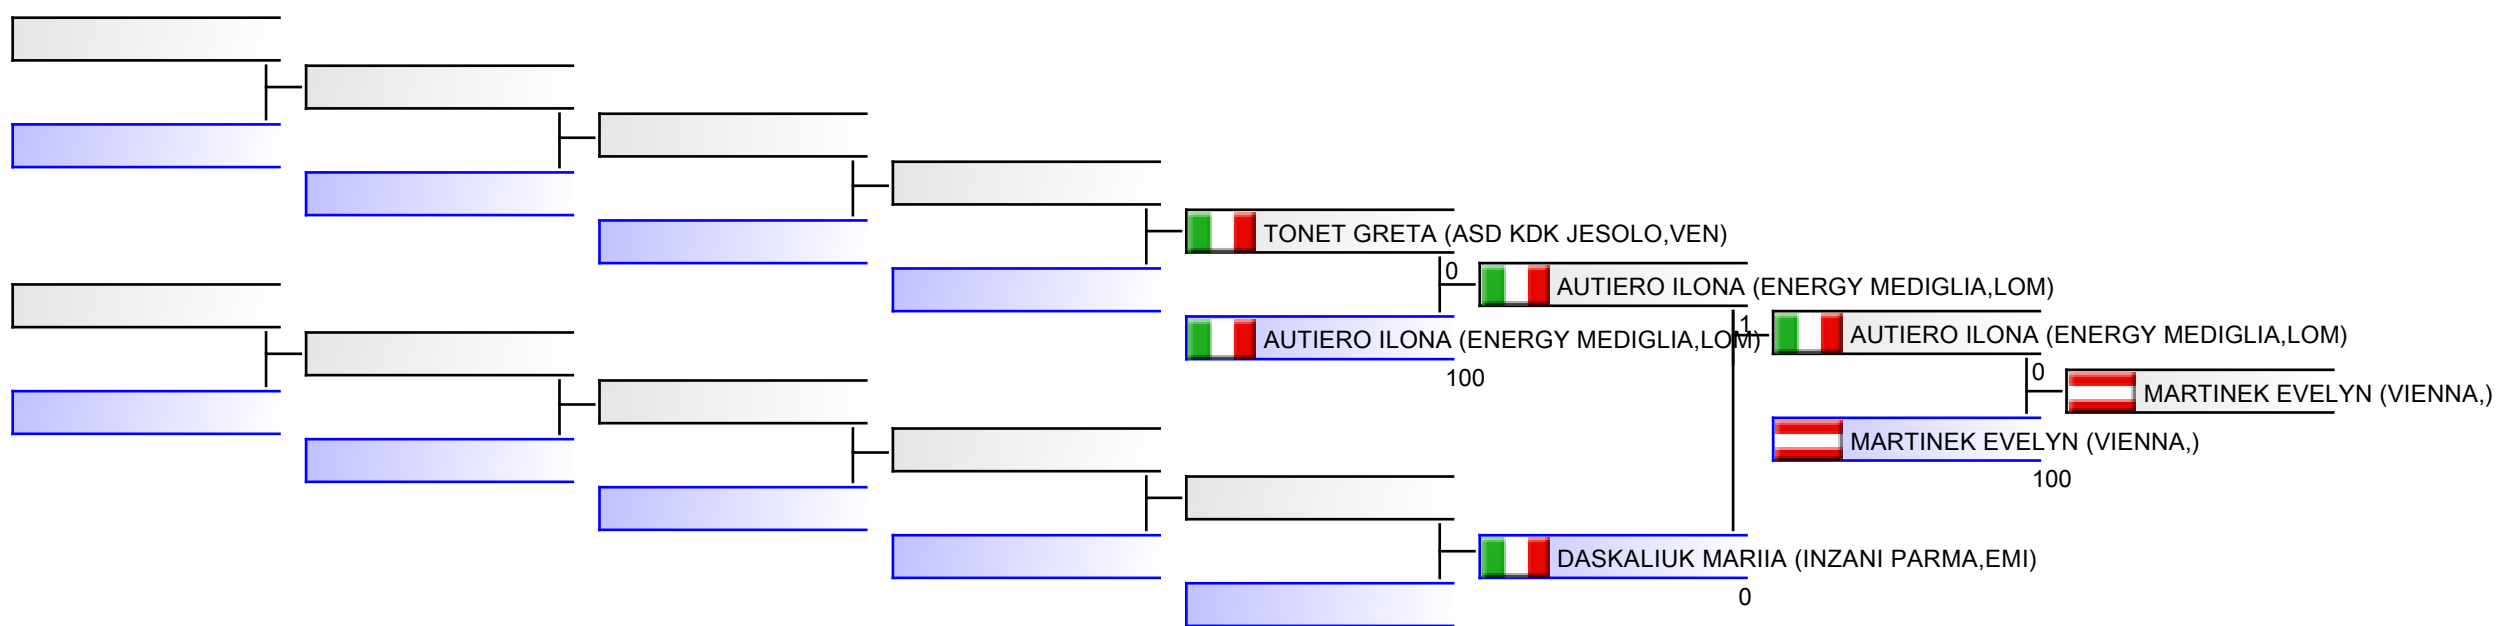 TONET GRETA (ASD KDK JESOLO,VEN)
0
AUTIERO ILONA (ENERGY MEDIGLIA,LOM)
AUTIERO ILONA (ENERGY MEDIGLIA,LOM)
100
1
AUTIERO ILONA (ENERGY MEDIGLIA,LOM)
0
MARTINEK EVELYN (VIENNA,)
MARTINEK EVELYN (VIENNA,)
100
DASKALIUK MARIIA (INZANI PARMA,EMI)
0